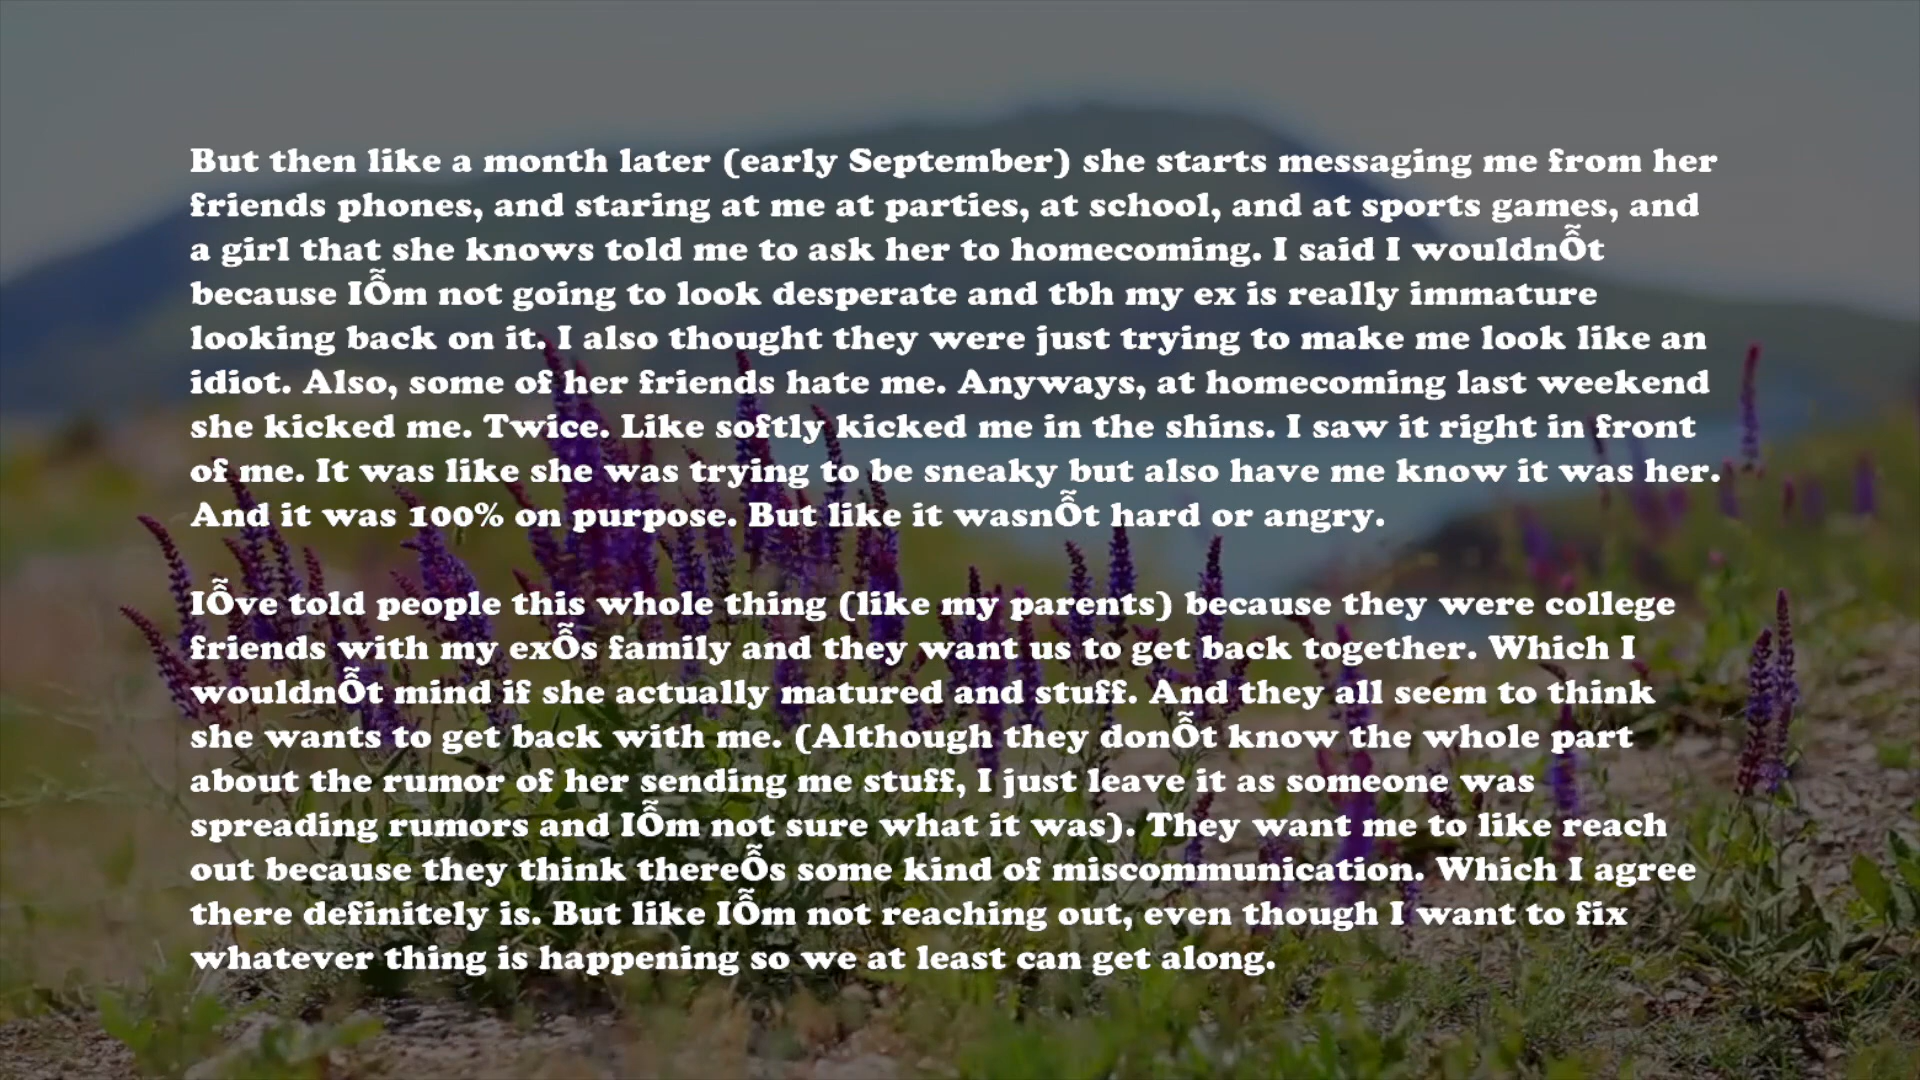 But then like a month later (early September) she starts messaging me from her
friends phones, and staring at me at parties, at school, and at sports games, and
a girl that she knows told me to ask her to homecoming. I said I wouldnỖt
because IỖm not going to look desperate and tbh my ex is really immature
looking back on it. I also thought they were just trying to make me look like an
idiot. Also, some of her friends hate me. Anyways, at homecoming last weekend
she kicked me. Twice. Like softly kicked me in the shins. I saw it right in front
of me. It was like she was trying to be sneaky but also have me know it was her.
And it was 100% on purpose. But like it wasnỖt hard or angry.
IỖve told people this whole thing (like my parents) because they were college
friends with my exỖs family and they want us to get back together. Which I
wouldnỖt mind if she actually matured and stuff. And they all seem to think
she wants to get back with me. (Although they donỖt know the whole part
about the rumor of her sending me stuff, I just leave it as someone was
spreading rumors and IỖm not sure what it was). They want me to like reach
out because they think thereỖs some kind of miscommunication. Which I agree
there definitely is. But like IỖm not reaching out, even though I want to fix
whatever thing is happening so we at least can get along.